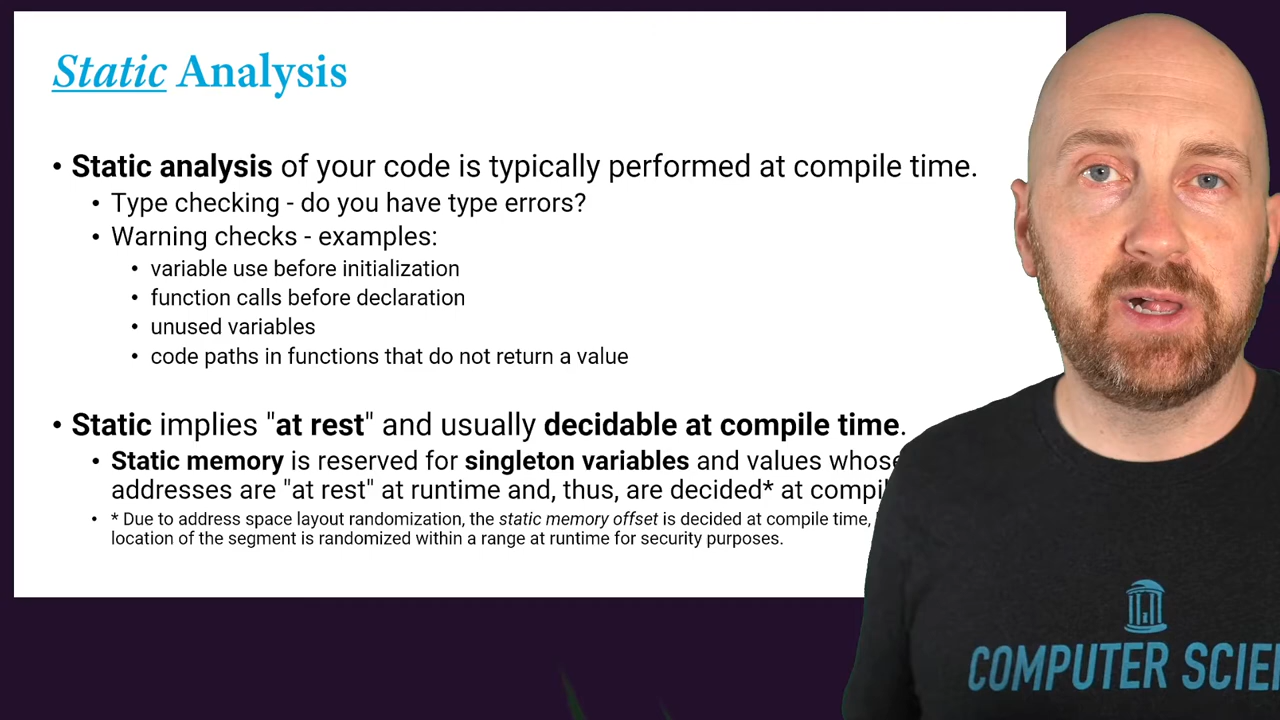 Static Analysis
• Static analysis of your code is typically performed at compile time.
• Type checking - do you have type errors?
• Warning checks - examples:
• variable use before initialization
• function calls before declaration
• unused variables
• code paths in functions that do not return a value
• Static implies "at rest" and usually decidable at compile time.
• Static memory is reserved for singleton variables and values whose
addresses are "at rest" at runtime and, thus, are decided* at compil
• * Due to address space layout randomization, the static memory offset is decided at compile time,
location of the segment is randomized within a range at runtime for security purposes.
COMPUTER SCIE